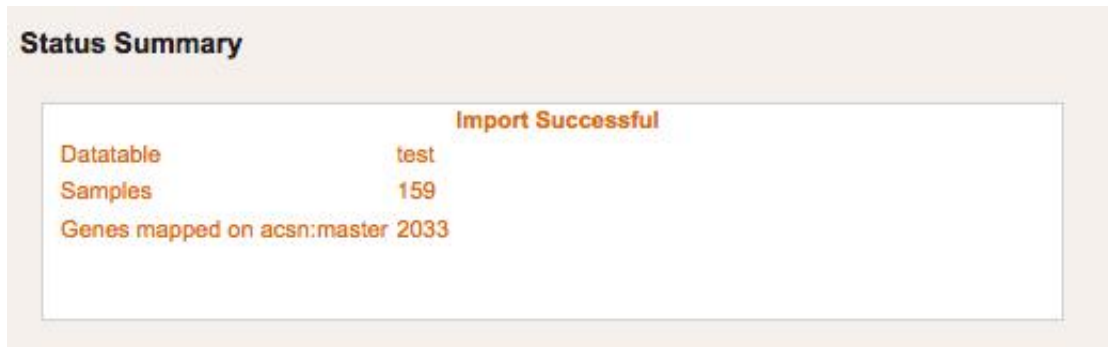 Status Summary
Import Successful
Datatable test
Samples 159
Genes mapped on acsn:master 2033